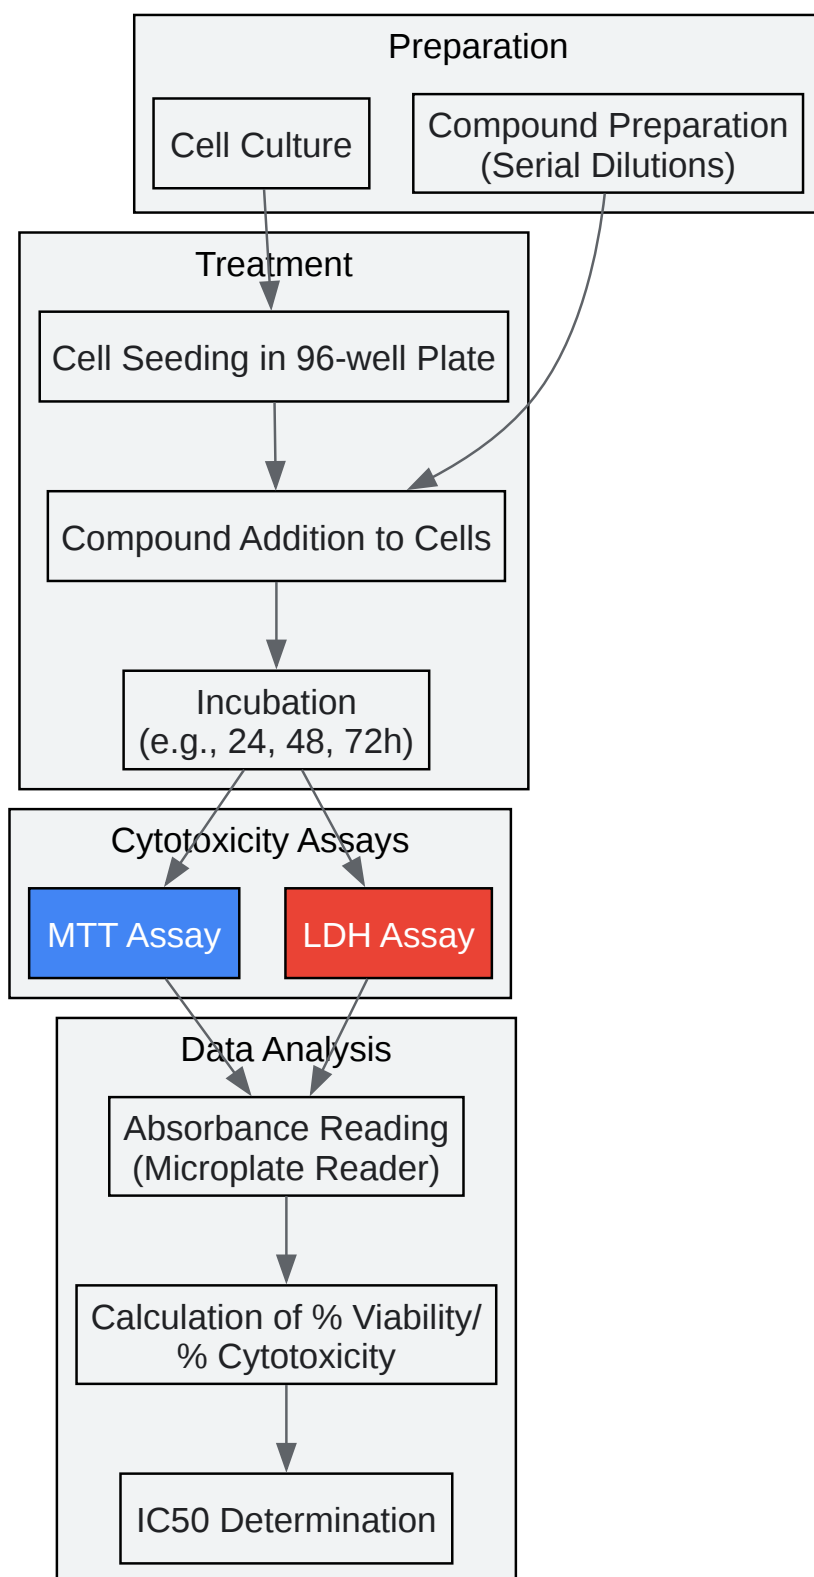 Preparation
Cell Culture
Compound Preparation
(Serial Dilutions)
Treatment
Cell Seeding in 96-well Plate
Compound Addition to Cells
Incubation
(e.g., 24, 48, 72h)
Cytotoxicity Assays
MTT Assay
LDH Assay
Data Analysis
Absorbance Reading
(Microplate Reader)
Calculation of % Viability/
% Cytotoxicity
IC50 Determination